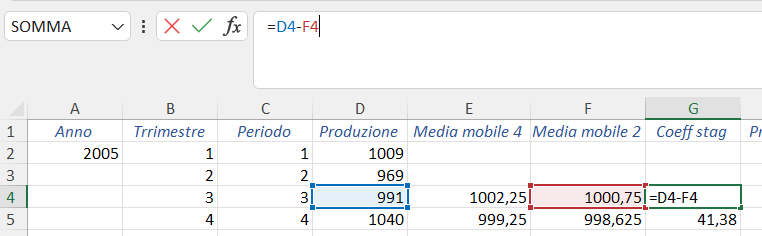 SOMMA fx =D4-F4
A B C D E F G
1 Anno Trrimestre Periodo Produzione Media mobile 4 Media mobile 2 Coeff stag
2 2005 1 1 1009
3 2 2 969
4 3 3 991 1002,25 1000,75 =D4-F4
5 4 4 1040 999,25 998,625 41,38